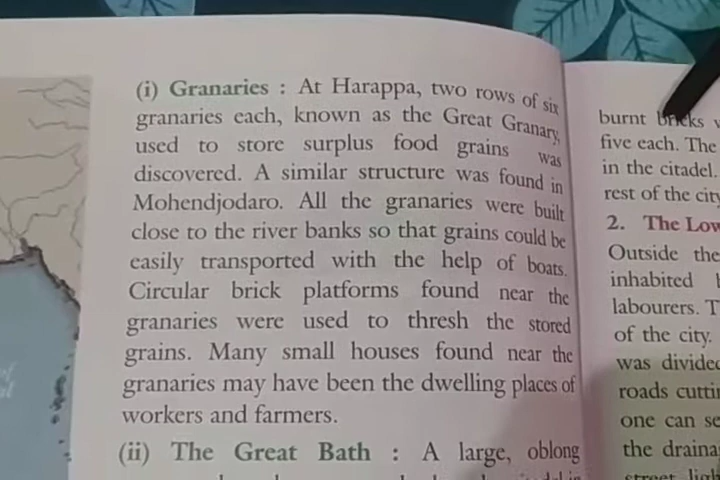 (i) Granaries : At Harappa, two rows of six
granaries each, known as the Great Granary,
used to store surplus food grains was
discovered. A similar structure was found in
Mohendjodaro. All the granaries were built
close to the river banks so that grains could be
easily transported with the help of boats.
Circular brick platforms found near the
granaries were used to thresh the stored
grains. Many small houses found near the
granaries may have been the dwelling places of
workers and farmers.
(ii) The Great Bath : A large, oblong
burnt bricks
five each. The
in the citadel.
rest of the city
2. The
Outside the
inhabited
labourers.
of the city.
was divided
roads
one can
the
street